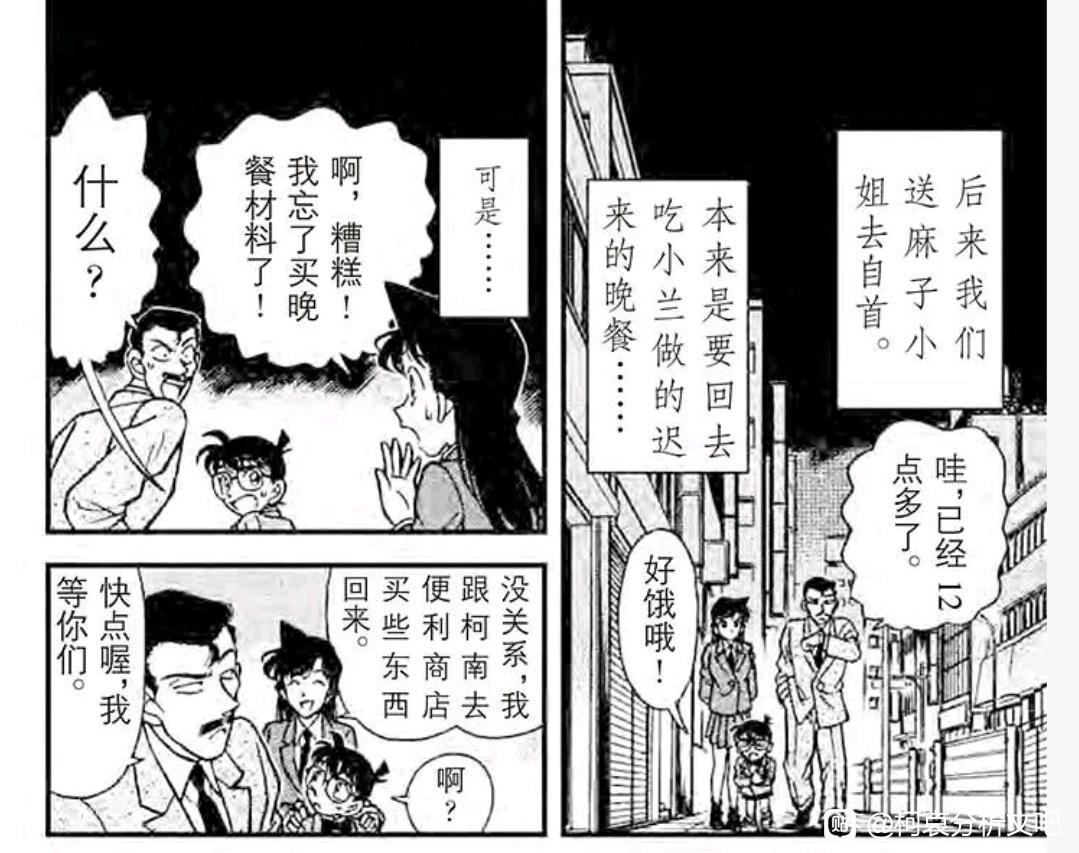 后来我们
送麻子小
姐去自首。
哇，已经12
点多了。
本来是要回去
吃小兰做的迟
来的晚餐……
好饿哦！
可是……
啊，糟糕！
我忘了买晚
餐材料了！
什么？
没关系，我
跟柯南去
便利商店
买些东西
回来。
啊？
快点喔，我
等你们。
贴 @柯哀分析文吧